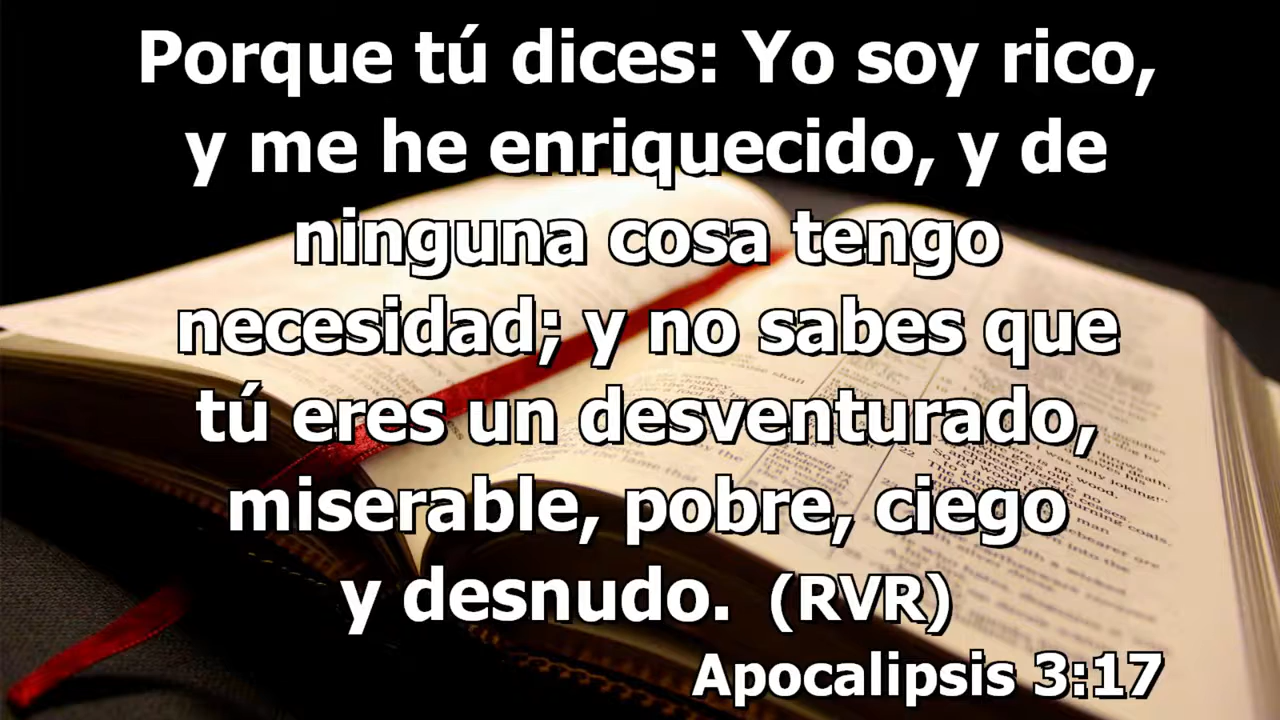 Porque tú dices: Yo soy rico,
y me he enriquecido, y de
ninguna cosa tengo
necesidad; y no sabes que
tú eres un desventurado,
miserable, pobre, ciego
y desnudo. (RVR)
Apocalipsis 3:17